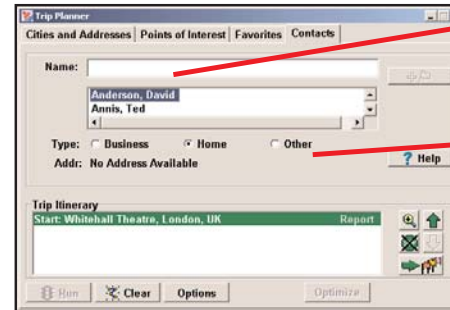 Trip Planner
Cities and Addresses Points of Interest Favorites Contacts
Name:
Anderson, David
Annis, Ted
Type: Business Home Other
Addr: No Address Available
? Help
Trip Itinerary
Start: Whitehall Theatre, London, UK Report
Run Clear Options Optimize